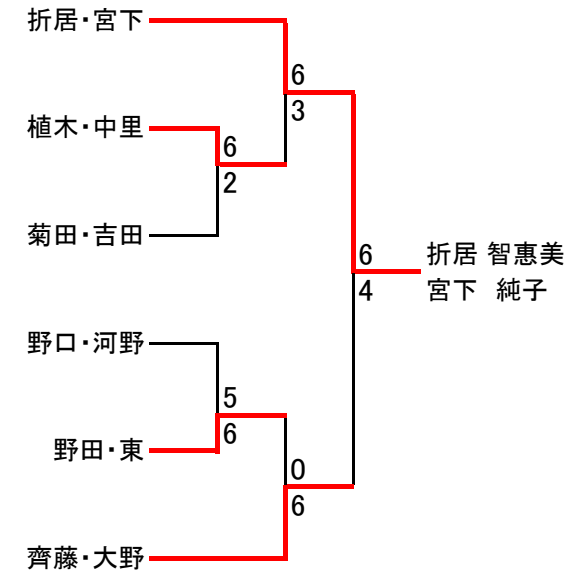 折居・宮下
6
3
植木・中里
6
2
菊田・吉田
6
4
折居 智惠美
宮下 純子
野口・河野
5
6
野田・東
0
6
齊藤・大野